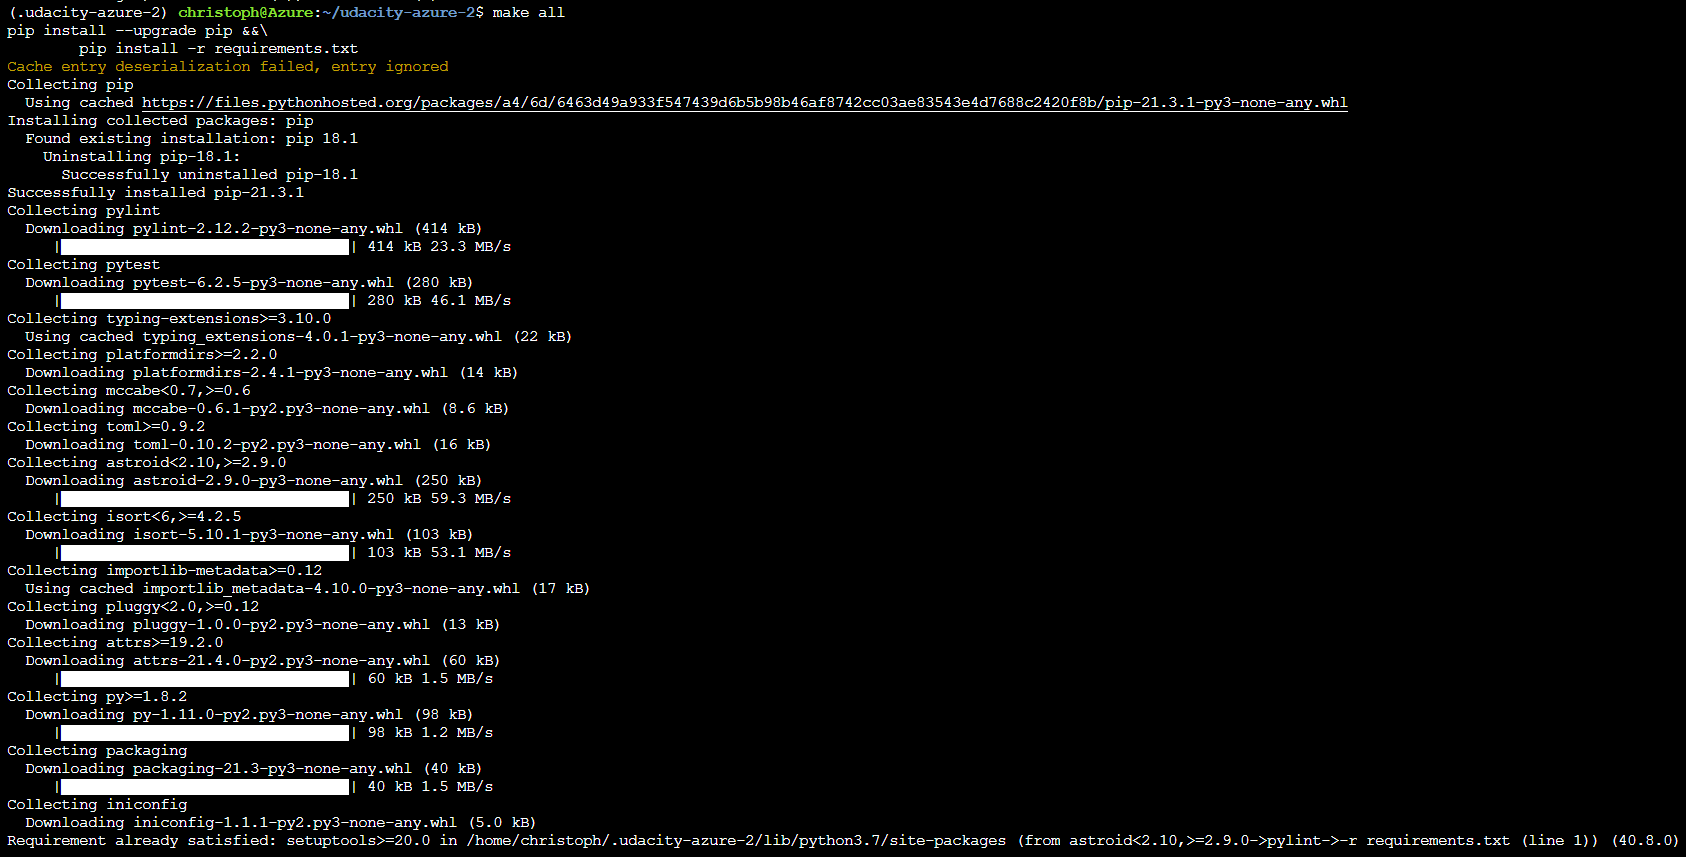 (.udacity-azure-2) christoph@Azure:~/udacity-azure-2$ make all
pip install --upgrade pip &&\
        pip install -r requirements.txt
Cache entry deserialization failed, entry ignored
Collecting pip
  Using cached https://files.pythonhosted.org/packages/a4/6d/6463d49a933f547439d6b5b98b46af8742cc03ae83543e4d7688c2420f8b/pip-21.3.1-py3-none-any.whl
Installing collected packages: pip
  Found existing installation: pip 18.1
    Uninstalling pip-18.1:
      Successfully uninstalled pip-18.1
Successfully installed pip-21.3.1
Collecting pylint
  Downloading pylint-2.12.2-py3-none-any.whl (414 kB)
     |████████████████████████████████| 414 kB 23.3 MB/s
Collecting pytest
  Downloading pytest-6.2.5-py3-none-any.whl (280 kB)
     |████████████████████████████████| 280 kB 46.1 MB/s
Collecting typing-extensions>=3.10.0
  Using cached typing_extensions-4.0.1-py3-none-any.whl (22 kB)
Collecting platformdirs>=2.2.0
  Downloading platformdirs-2.4.1-py3-none-any.whl (14 kB)
Collecting mccabe<0.7,>=0.6
  Downloading mccabe-0.6.1-py2.py3-none-any.whl (8.6 kB)
Collecting toml>=0.9.2
  Downloading toml-0.10.2-py2.py3-none-any.whl (16 kB)
Collecting astroid<2.10,>=2.9.0
  Downloading astroid-2.9.0-py3-none-any.whl (250 kB)
     |████████████████████████████████| 250 kB 59.3 MB/s
Collecting isort<6,>=4.2.5
  Downloading isort-5.10.1-py3-none-any.whl (103 kB)
     |████████████████████████████████| 103 kB 53.1 MB/s
Collecting importlib-metadata>=0.12
  Using cached importlib_metadata-4.10.0-py3-none-any.whl (17 kB)
Collecting pluggy<2.0,>=0.12
  Downloading pluggy-1.0.0-py2.py3-none-any.whl (13 kB)
Collecting attrs>=19.2.0
  Downloading attrs-21.4.0-py2.py3-none-any.whl (60 kB)
     |████████████████████████████████| 60 kB 1.5 MB/s
Collecting py>=1.8.2
  Downloading py-1.11.0-py2.py3-none-any.whl (98 kB)
     |████████████████████████████████| 98 kB 1.2 MB/s
Collecting packaging
  Downloading packaging-21.3-py3-none-any.whl (40 kB)
     |████████████████████████████████| 40 kB 1.5 MB/s
Collecting iniconfig
  Downloading iniconfig-1.1.1-py2.py3-none-any.whl (5.0 kB)
Requirement already satisfied: setuptools>=20.0 in /home/christoph/.udacity-azure-2/lib/python3.7/site-packages (from astroid<2.10,>=2.9.0->pylint->-r requirements.txt (line 1)) (40.8.0)